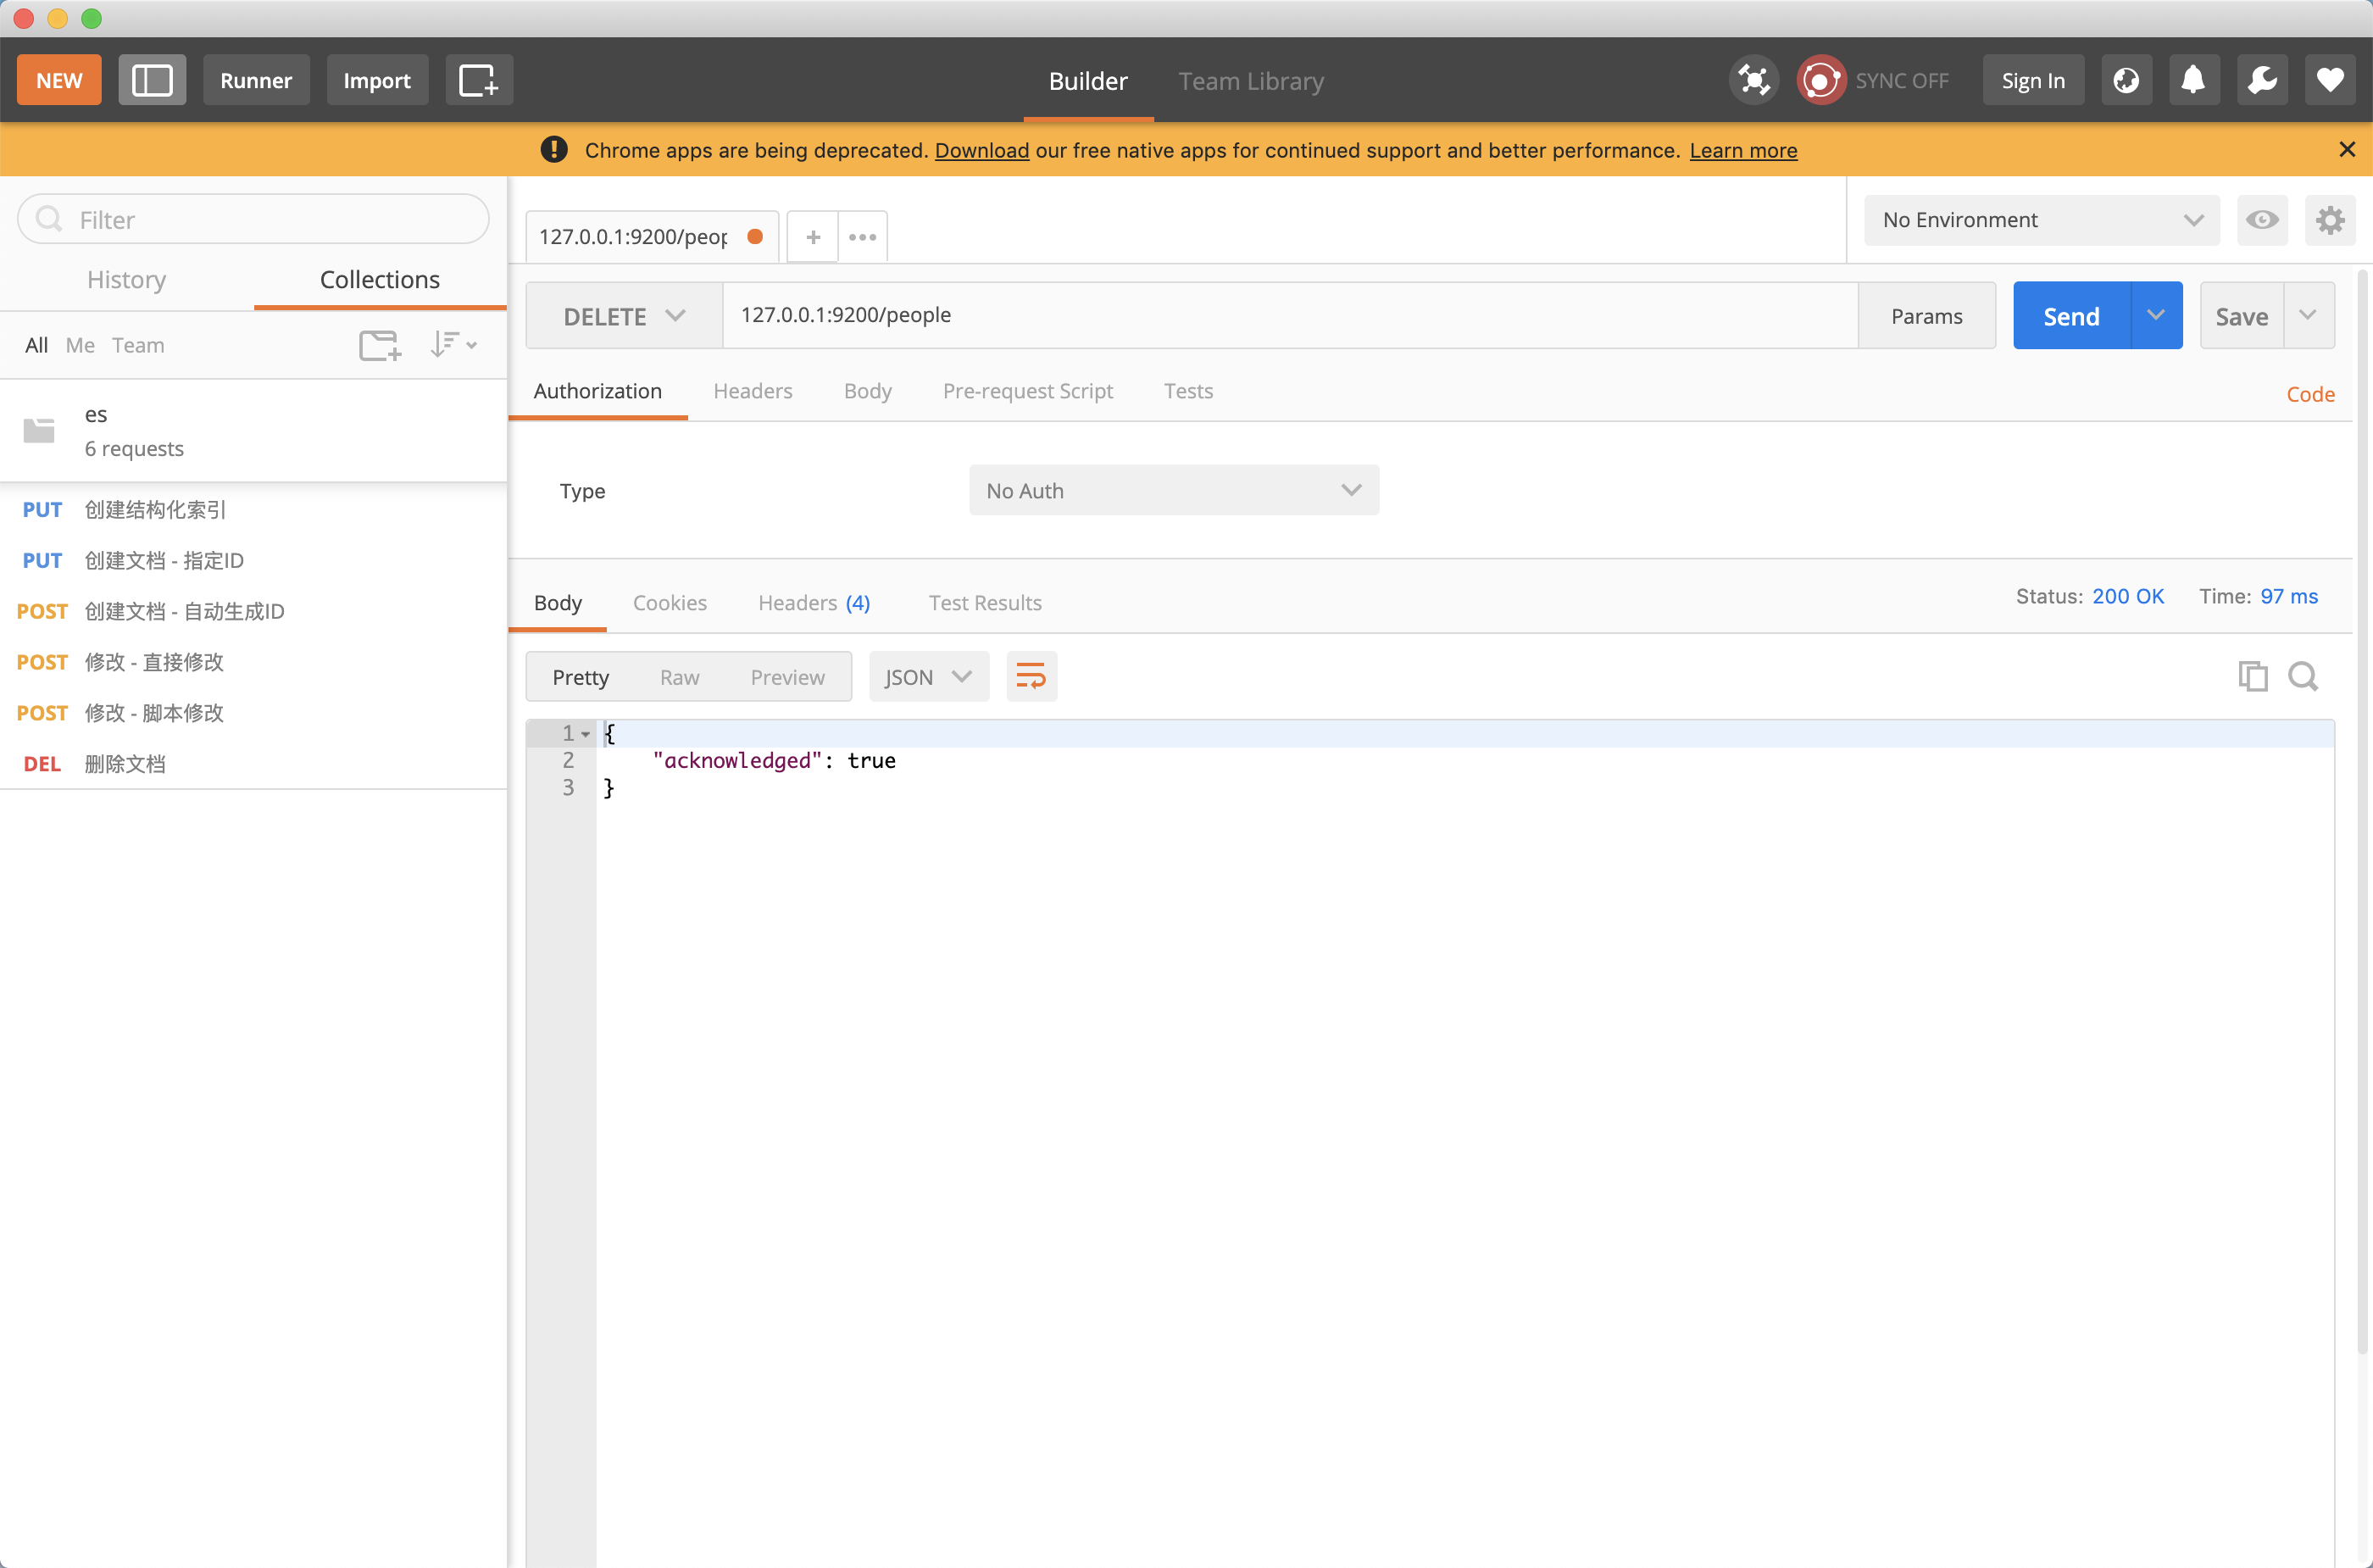 NEW
Runner
Import
Builder
Team Library
SYNC OFF
Sign In
Chrome apps are being deprecated. Download our free native apps for continued support and better performance. Learn more
Filter
History
Collections
All
Me
Team
es
6 requests
PUT 创建结构化索引
PUT 创建文档 - 指定ID
POST 创建文档 - 自动生成ID
POST 修改 - 直接修改
POST 修改 - 脚本修改
DEL 删除文档
127.0.0.1:9200/peop
No Environment
DELETE
127.0.0.1:9200/people
Params
Send
Save
Authorization
Headers
Body
Pre-request Script
Tests
Code
Type
No Auth
Body
Cookies
Headers (4)
Test Results
Status: 200 OK
Time: 97 ms
Pretty
Raw
Preview
JSON
1 {
2 "acknowledged": true
3 }